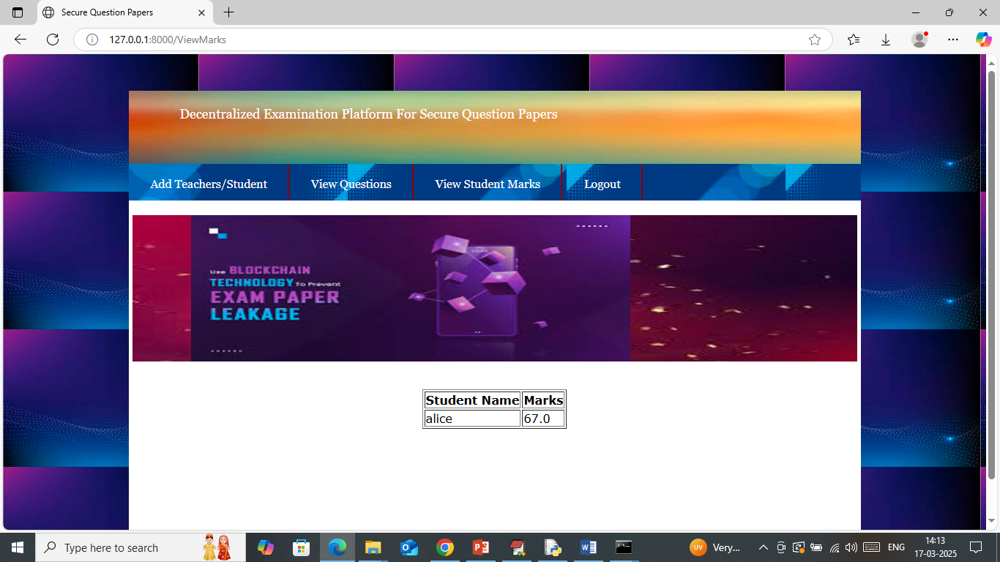 Secure Question Papers
127.0.0.1:8000/ViewMarks
Decentralized Examination Platform For Secure Question Papers
Add Teachers/Student
View Questions
View Student Marks
Logout
Use BLOCKCHAIN
TECHNOLOGY To Prevent
EXAM PAPER
LEAKAGE
Student Name Marks
alice 67.0
Type here to search
UV Very...
ENG
14:13
17-03-2025